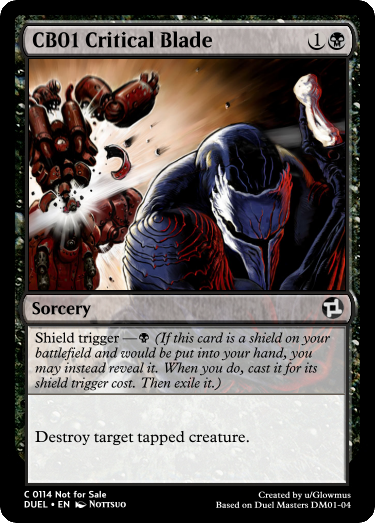 CB01 Critical Blade 1
Sorcery
Shield trigger — (If this card is a shield on your
battlefield and would be put into your hand, you
may instead reveal it. When you do, cast it for its
shield trigger cost. Then exile it.)
Destroy target tapped creature.
C 0114 Not for Sale
DUEL • EN Nottsuo
Created by u/Glowmus
Based on Duel Masters DM01-04